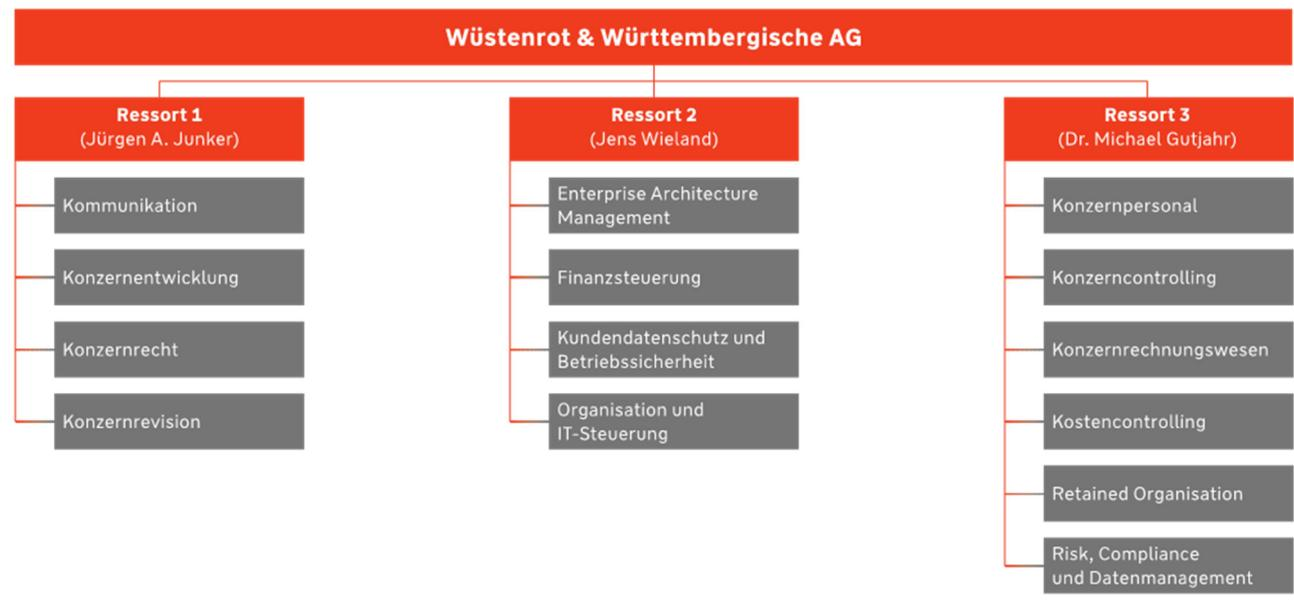 Wüstenrot & Württembergische AG
Ressort 1
(Jürgen A. Junker)
Kommunikation
Konzernentwicklung
Konzernrecht
Konzernrevision
Ressort 2
(Jens Wieland)
Enterprise Architecture
Management
Finanzsteuerung
Kundendatenschutz und
Betriebssicherheit
Organisation und
IT-Steuerung
Ressort 3
(Dr. Michael Gutjahr)
Konzernpersonal
Konzerncontrolling
Konzernrechnungswesen
Kostencontrolling
Retained Organisation
Risk, Compliance
und Datenmanagement